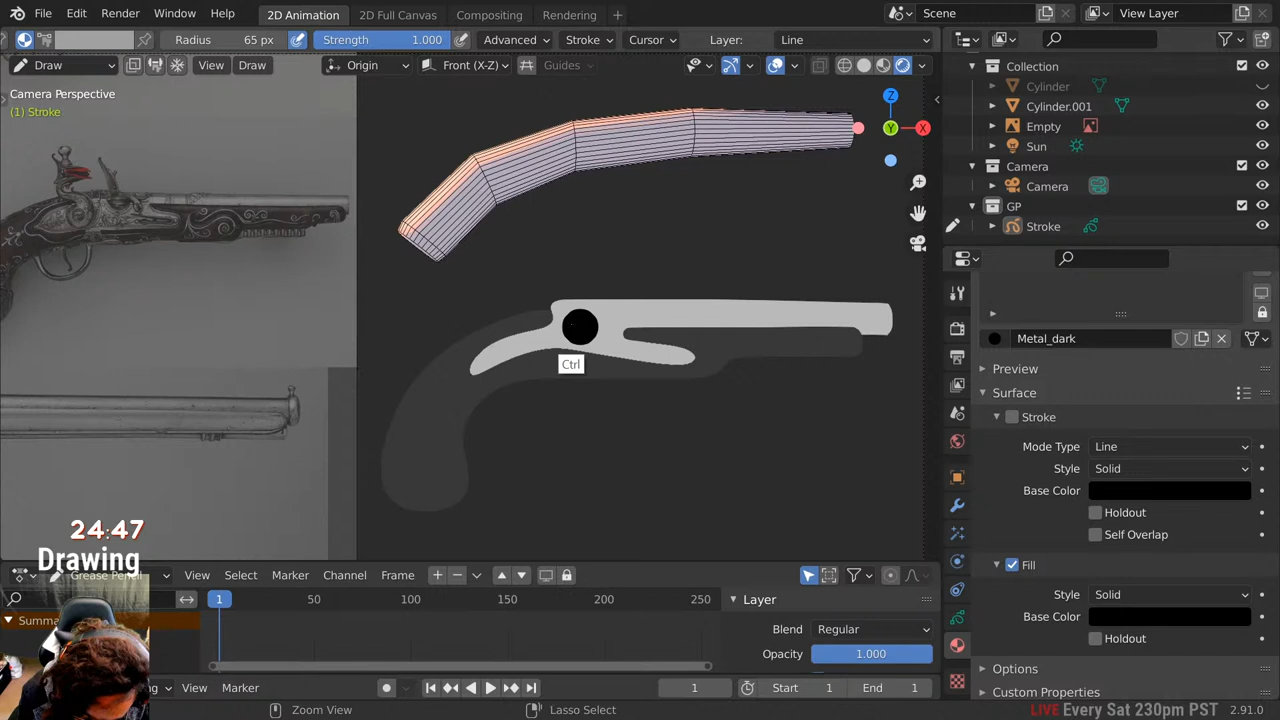 File Edit Render Window Help 2D Animation 2D Full Canvas Compositing Rendering + Scene View Layer
Radius 65 px Strength 1.000 Advanced Stroke Cursor Layer: Line
Draw View Draw Origin Front (X-Z) Guides
Camera Perspective
(1) Stroke
Z
Y
X
Ctrl
Collection
Cylinder
Cylinder.001
Empty
Sun
Camera
Camera
GP
Stroke
Metal_dark
Preview
Surface
Stroke
Mode Type Line
Style Solid
Base Color
Holdout
Self Overlap
Fill
Style Solid
Base Color
Holdout
Options
Custom Properties
24:47
Drawing
Grease Pencil View Select Marker Channel Frame
1 50 100 150 200 250
Summa
Layer
Blend Regular
Opacity 1.000
View Marker 1 Start 1 End 1
Zoom View Lasso Select LIVE Every Sat 230pm PST 2.91.0